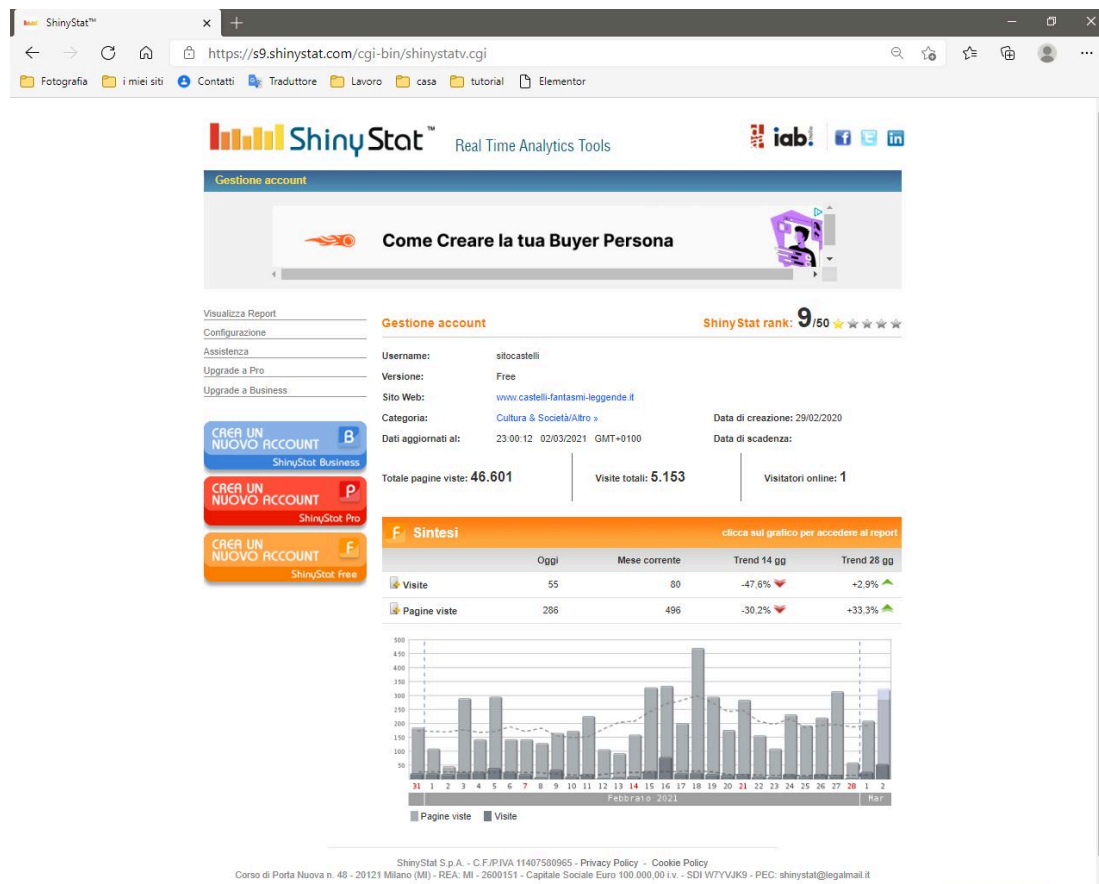 ShinyStat™
https://s9.shinystat.com/cgi-bin/shinystatv.cgi
Fotografia i miei siti Contatti Traduttore Lavoro casa tutorial Elementor
ShinyStat™ Real Time Analytics Tools iab:
Gestione account
Come Creare la tua Buyer Persona
Visualizza Report
Configurazione
Assistenza
Upgrade a Pro
Upgrade a Business
CREA UN NUOVO ACCOUNT B
ShinyStat Business
CREA UN NUOVO ACCOUNT P
ShinyStat Pro
CREA UN NUOVO ACCOUNT F
ShinyStat Free
Gestione account ShinyStat rank: 9/50
Username: sitocastelli
Versione: Free
Sito Web: www.castelli-fantasmi-leggende.it
Categoria: Cultura & Società/Altro » Data di creazione: 29/02/2020
Dati aggiornati al: 23:00:12 02/03/2021 GMT+0100 Data di scadenza:
Totale pagine viste: 46.601 Visite totali: 5.153 Visitatori online: 1
F Sintesi clicca sul grafico per accedere al report
Oggi Mese corrente Trend 14 gg Trend 28 gg
Visite 55 80 -47,6% +2,9%
Pagine viste 286 496 -30,2% +33,3%
500
450
400
350
300
250
200
150
100
50
31 1 2 3 4 5 6 7 8 9 10 11 12 13 14 15 16 17 18 19 20 21 22 23 24 25 26 27 28 1 2
Febbraio 2021 Mar
Pagine viste Visite
ShinyStat S.p.A. - C.F./P.IVA 11407580965 - Privacy Policy - Cookie Policy
Corso di Porta Nuova n. 48 - 20121 Milano (MI) - REA: MI - 2600151 - Capitale Sociale Euro 100.000,00 i.v. - SDI W7YVJK9 - PEC: shinystat@legalmail.it